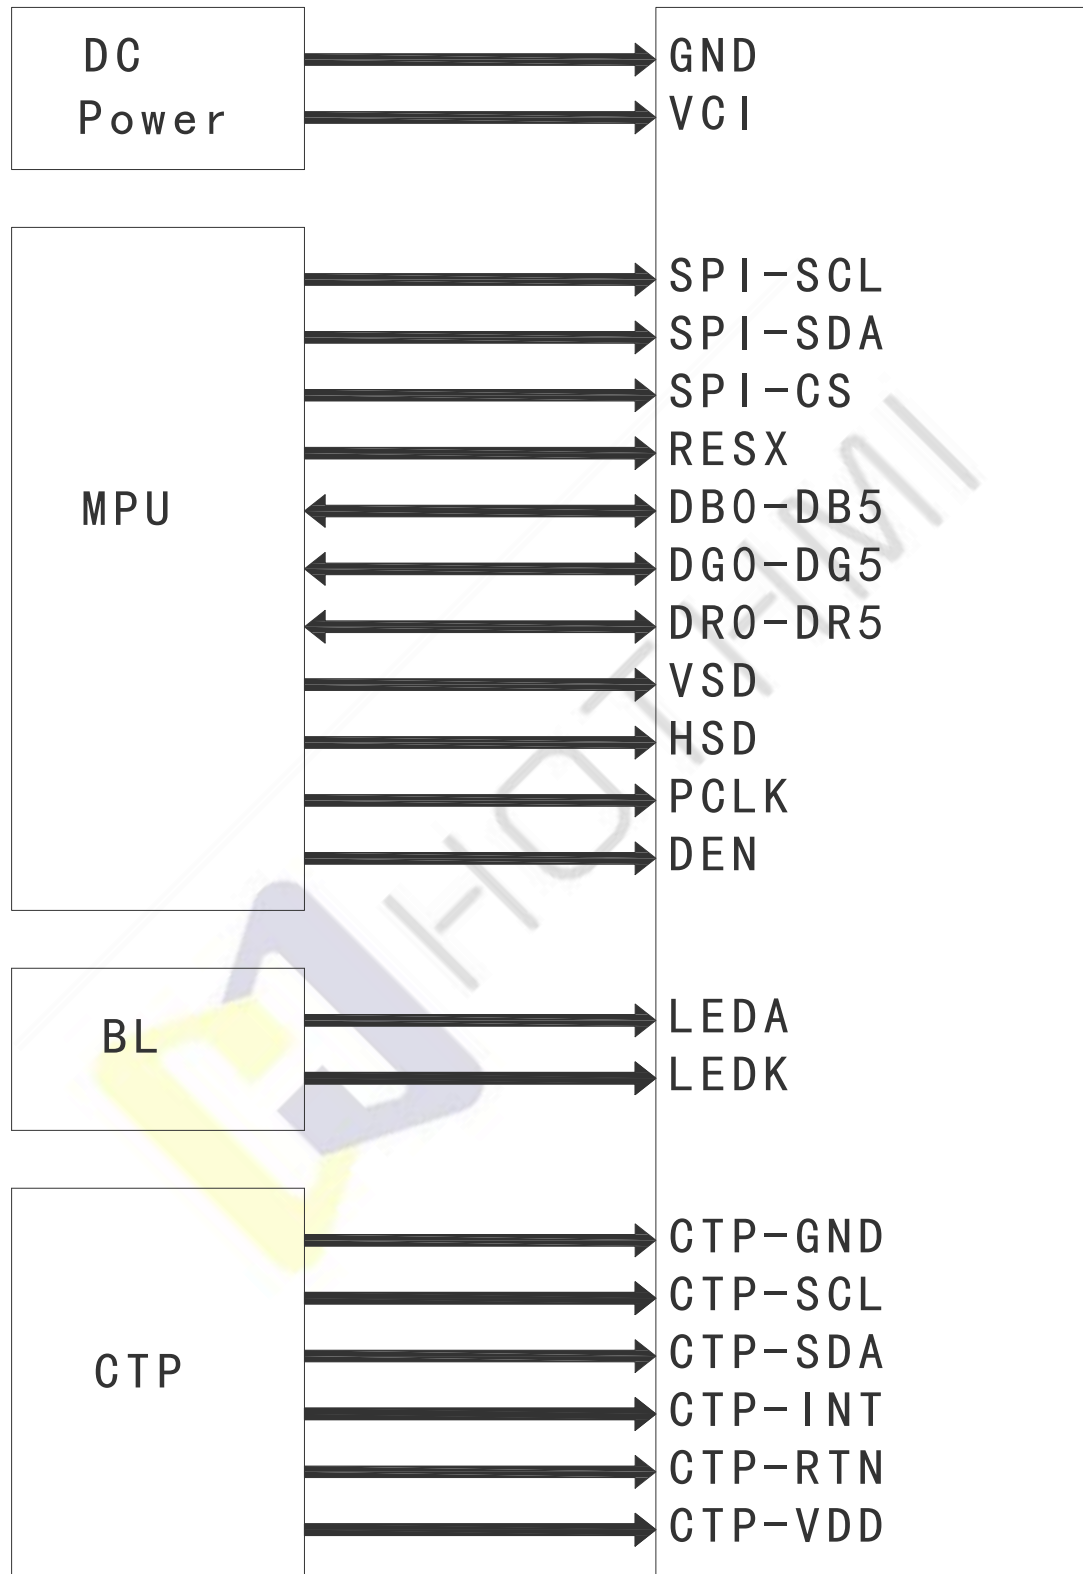 DC
Power
GND
VCI
MPU
SPI-SCL
SPI-SDA
SPI-CS
RESX
DB0-DB5
DG0-DG5
DR0-DR5
VSD
HSD
PCLK
DEN
BL
LEDA
LEDK
CTP
CTP-GND
CTP-SCL
CTP-SDA
CTP-INT
CTP-RTN
CTP-VDD
HOTHMI